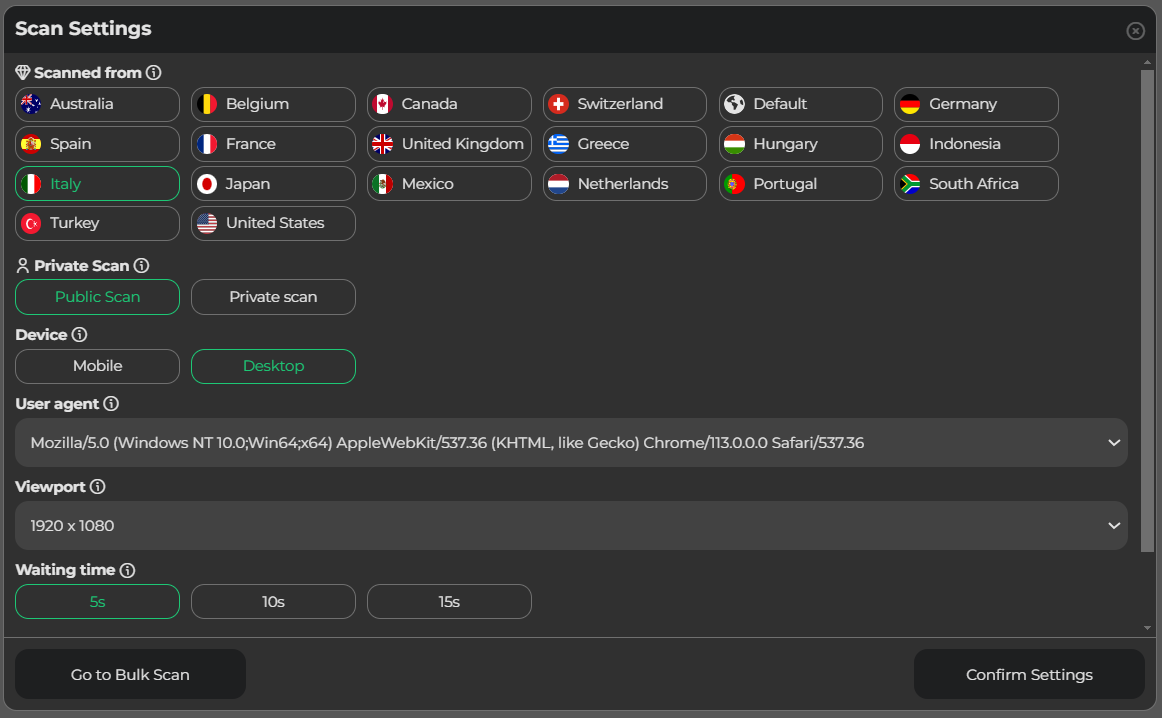 Scan Settings
Scanned from
Australia Belgium Canada Switzerland Default Germany
Spain France United Kingdom Greece Hungary Indonesia
Italy Japan Mexico Netherlands Portugal South Africa
Turkey United States
Private Scan
Public Scan Private scan
Device
Mobile Desktop
User agent
Mozilla/5.0 (Windows NT 10.0;Win64;x64) AppleWebKit/537.36 (KHTML, like Gecko) Chrome/113.0.0.0 Safari/537.36
Viewport
1920 x 1080
Waiting time
5s 10s 15s
Go to Bulk Scan Confirm Settings